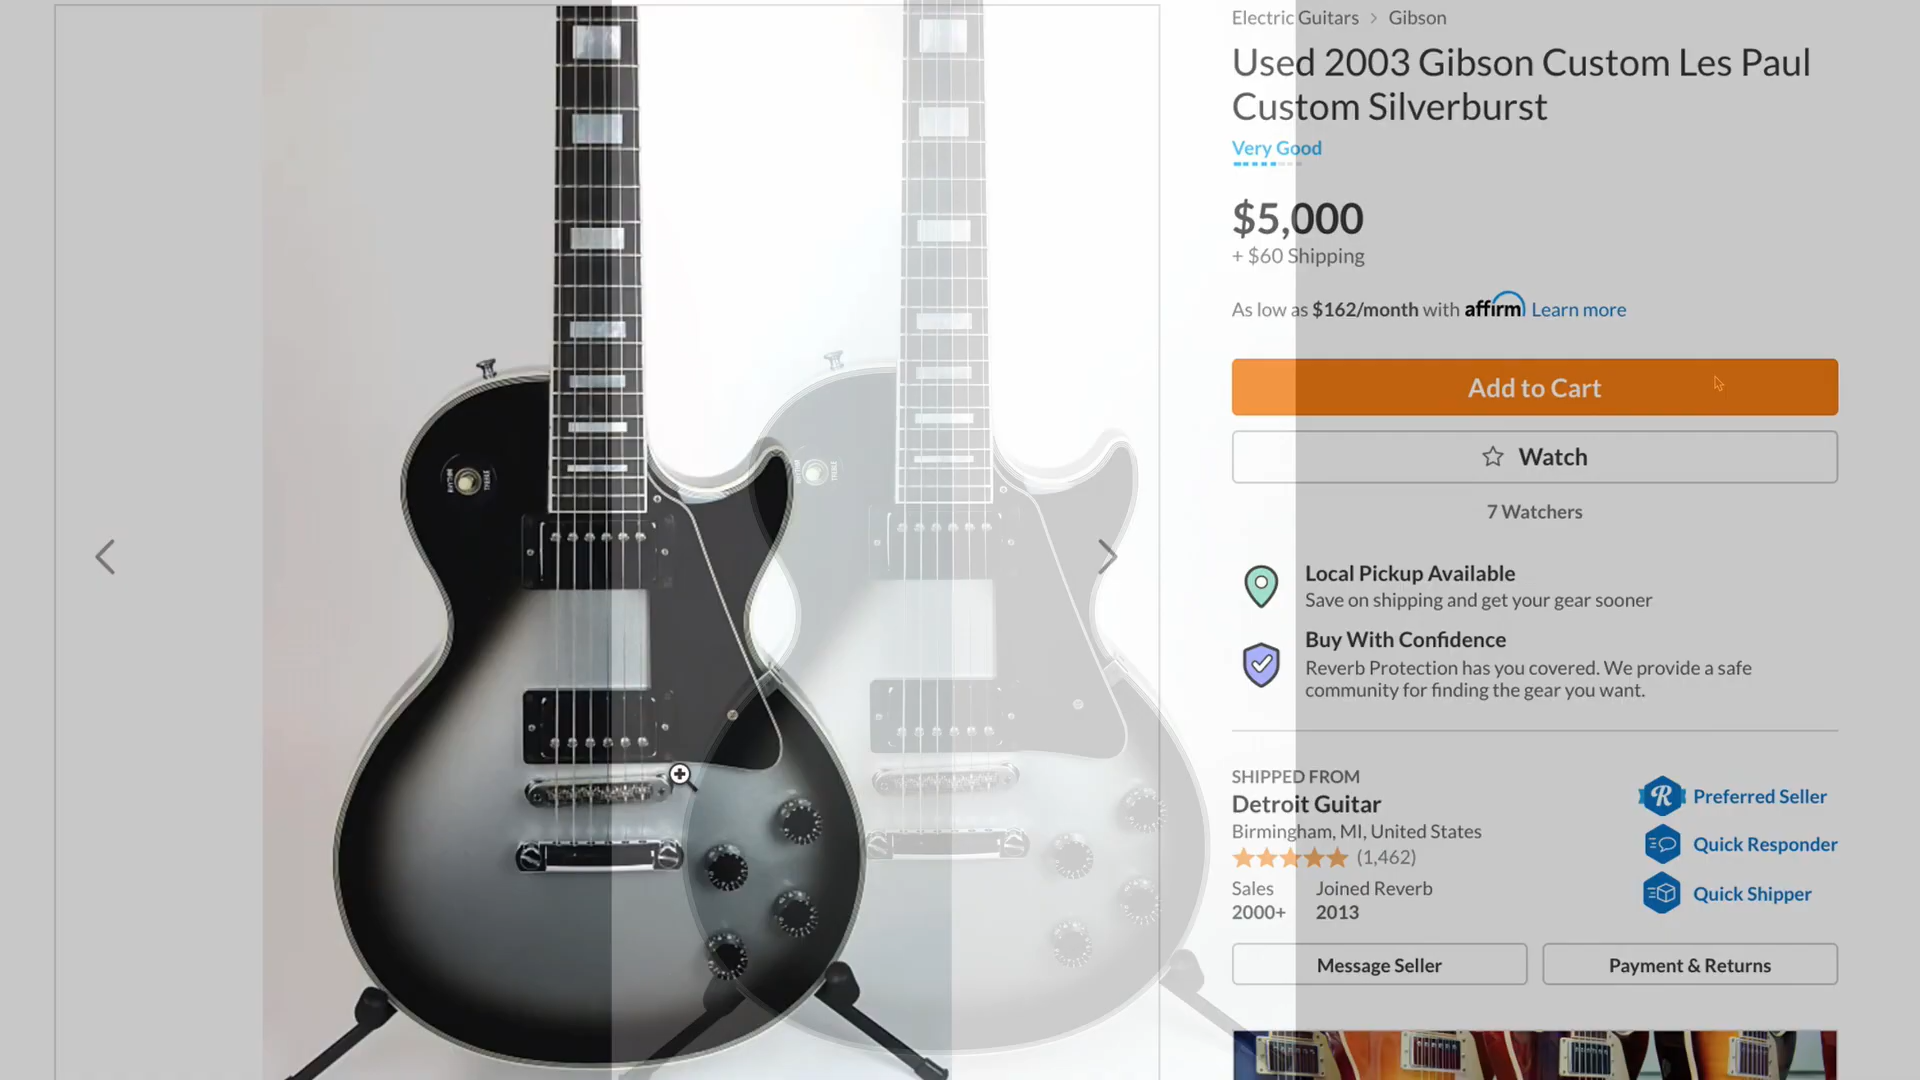 Electric Guitars > Gibson
Used 2003 Gibson Custom Les Paul
Custom Silverburst
Very Good
$5,000
+ $60 Shipping
As low as $162/month with affirm Learn more
Add to Cart
Watch
7 Watchers
Local Pickup Available
Save on shipping and get your gear sooner
Buy With Confidence
Reverb Protection has you covered. We provide a safe
community for finding the gear you want.
SHIPPED FROM
Detroit Guitar
Birmingham, MI, United States
(1,462)
Sales
2000+
Joined Reverb
2013
Preferred Seller
Quick Responder
Quick Shipper
Message Seller
Payment & Returns